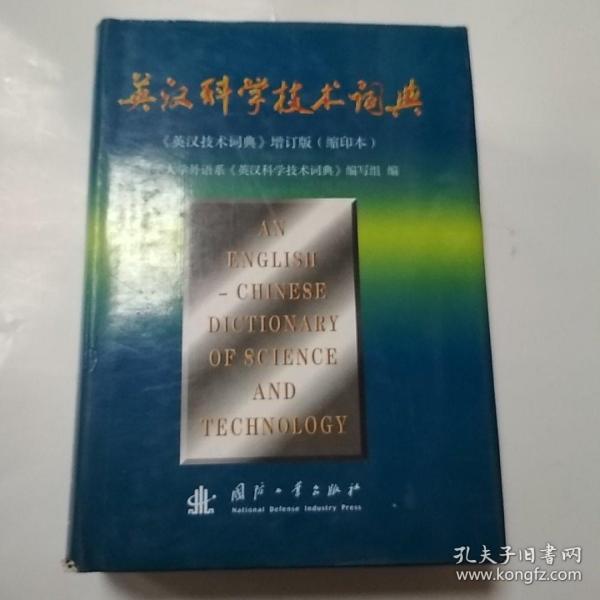 英汉科学技术词典
《英汉技术词典》增订版(缩印本)
大学外语系《英汉科学技术词典》编写组 编
AN
ENGLISH
- CHINESE
DICTIONARY
OF SCIENCE
AND
TECHNOLOGY
国防工业出版社
National Defense Industry Press
孔夫子旧书网
www.kongfz.com